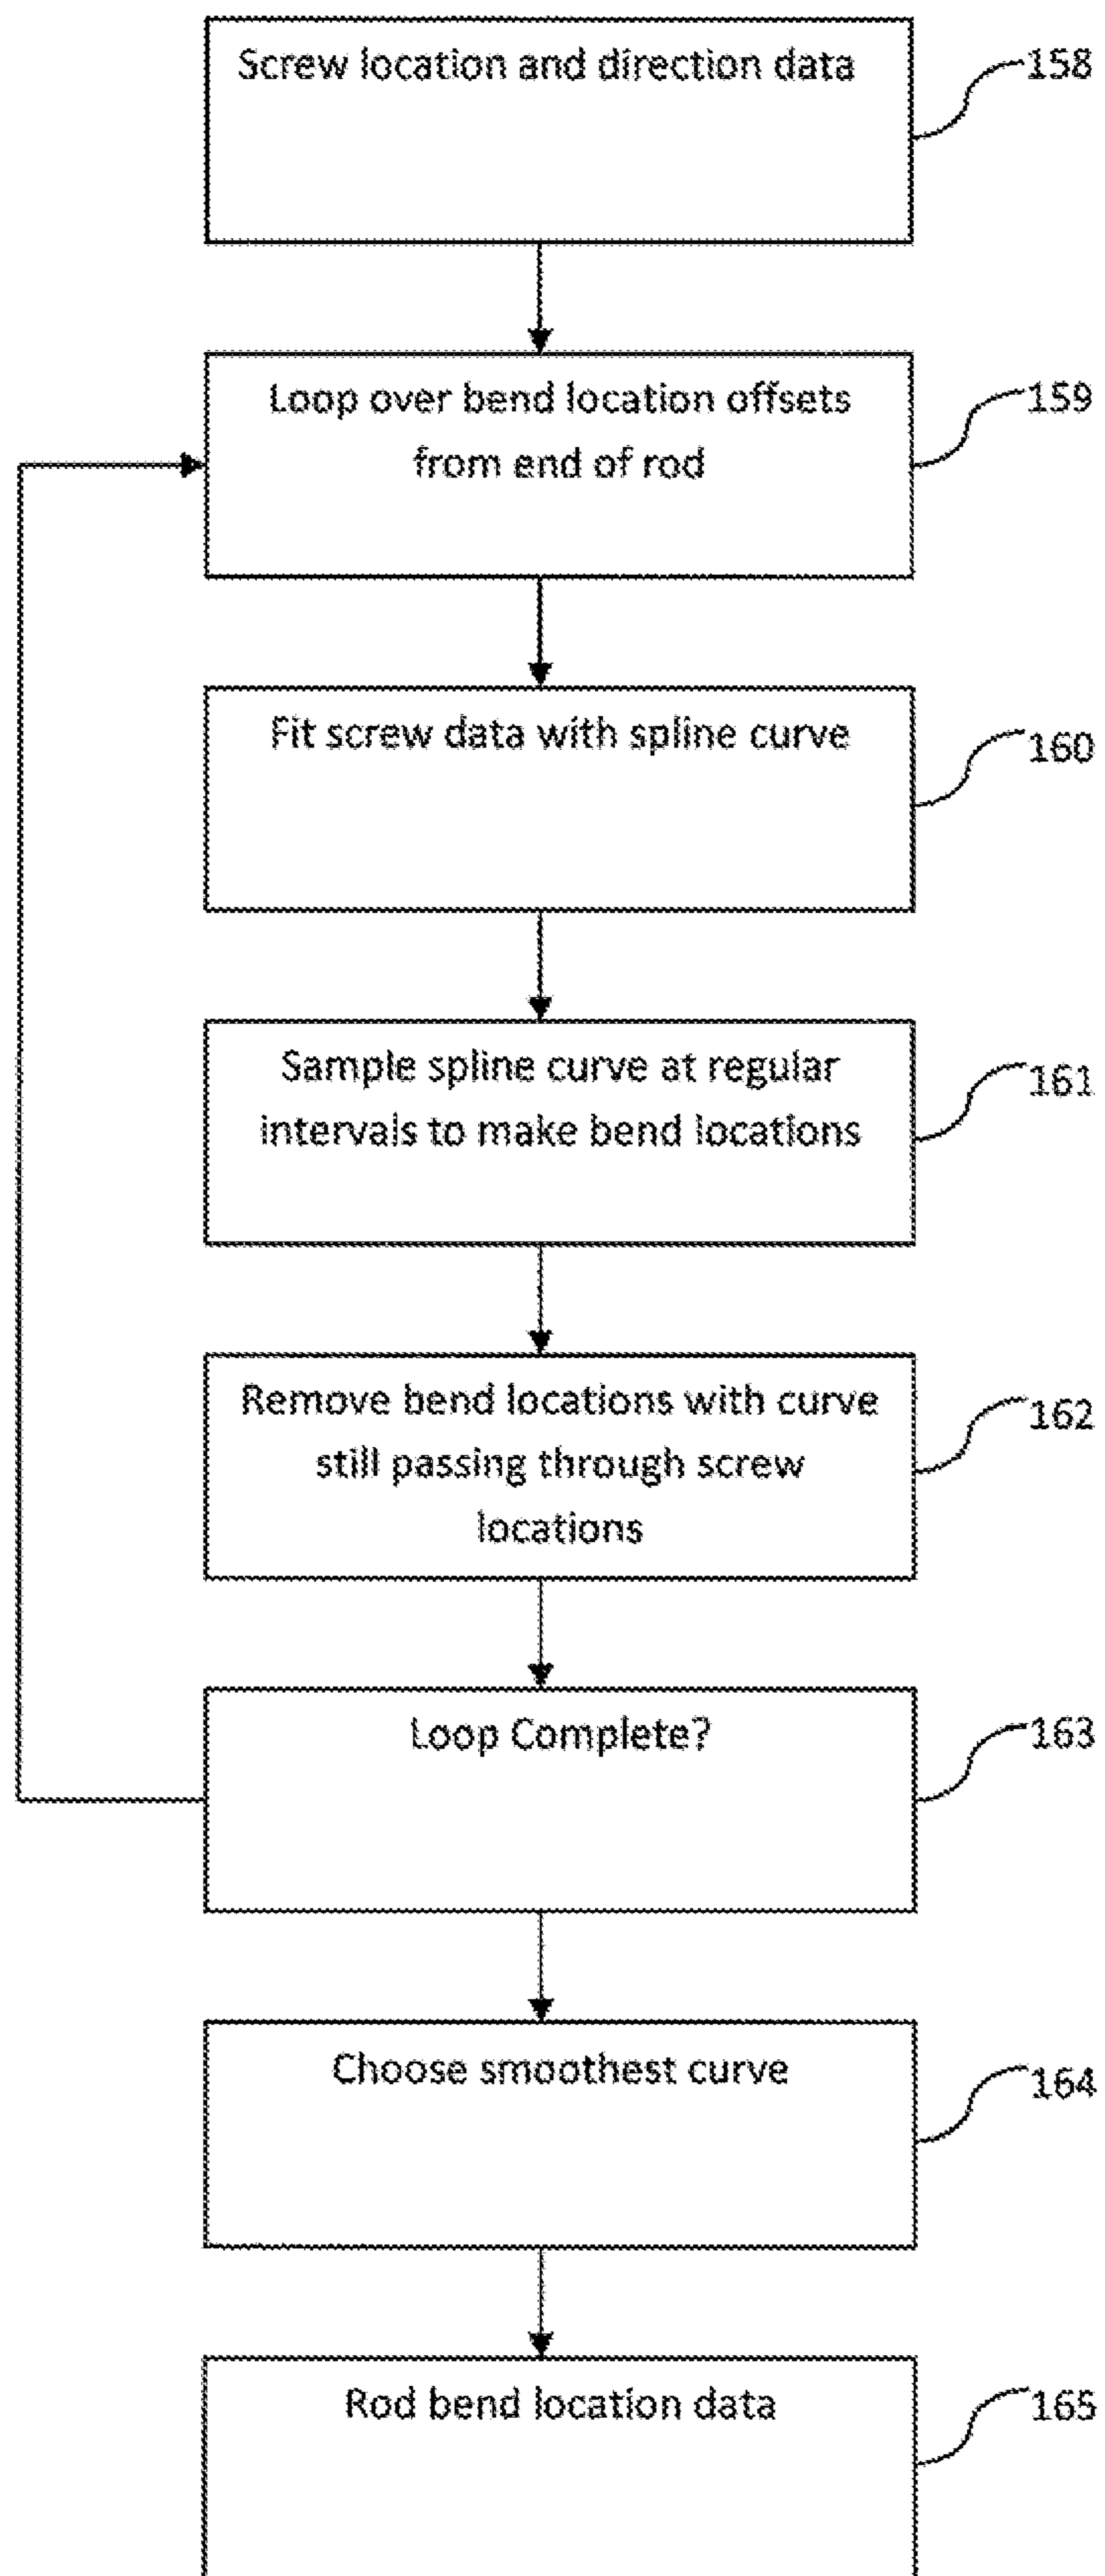 Screw location and direction data
158
Loop over bend location offsets
from end of rod
159
Fit screw data with spline curve
160
Sample spline curve at regular
intervals to make bend locations
161
Remove bend locations with curve
still passing through screw
locations
162
Loop Complete?
163
Choose smoothest curve
164
Rod bend location data
165